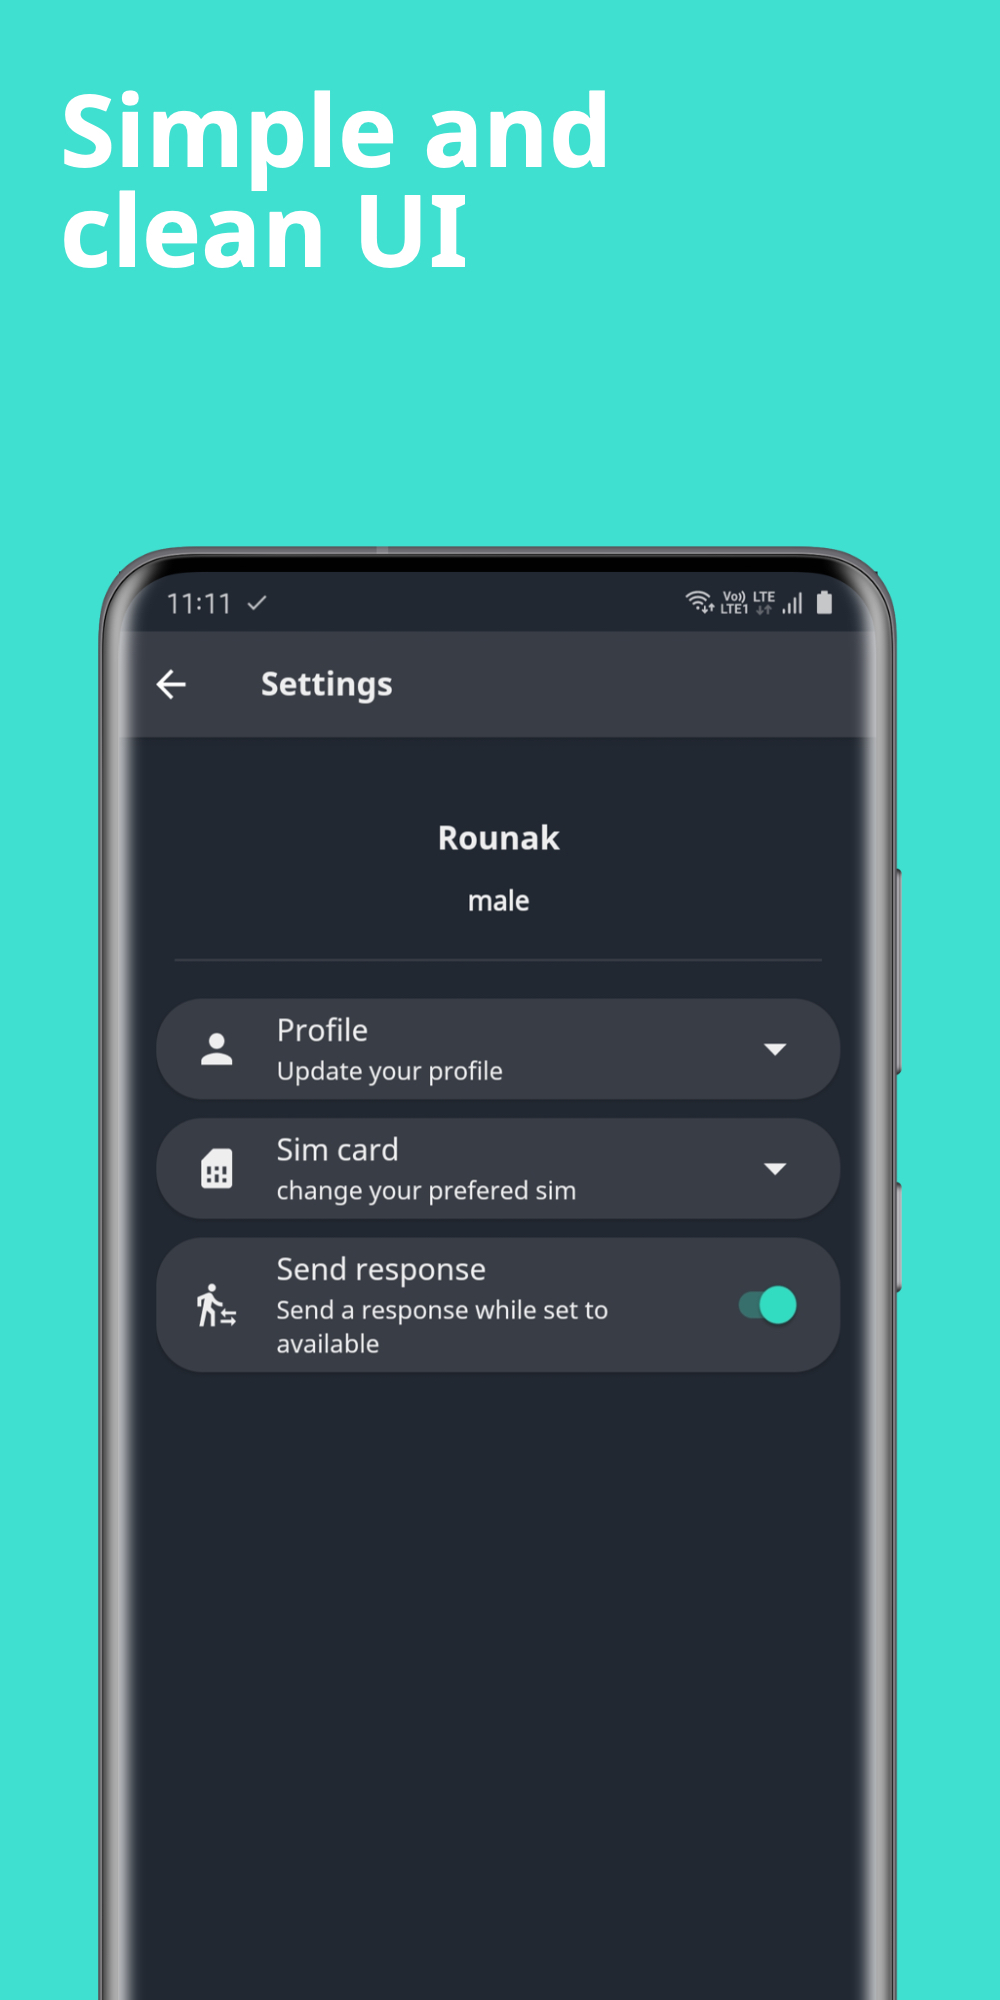 Simple and
clean UI
11:11
Vo)) LTE
LTE1
Settings
Rounak
male
Profile
Update your profile
Sim card
change your prefered sim
Send response
Send a response while set to
available